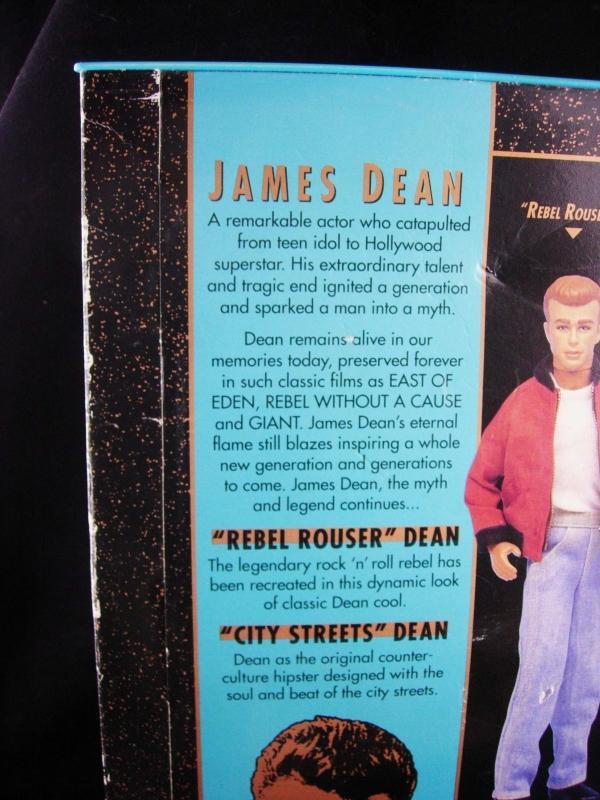 JAMES DEAN
A remarkable actor who catapulted
from teen idol to Hollywood
superstar. His extraordinary talent
and tragic end ignited a generation
and sparked a man into a myth.
Dean remains alive in our
memories today, preserved forever
in such classic films as EAST OF
EDEN, REBEL WITHOUT A CAUSE
and GIANT. James Dean's eternal
flame still blazes inspiring a whole
new generation and generations
to come. James Dean, the myth
and legend continues...
"REBEL ROUSER" DEAN
The legendary rock 'n' roll rebel has
been recreated in this dynamic look
of classic Dean cool.
"CITY STREETS" DEAN
Dean as the original counter-
culture hipster designed with the
soul and beat of the city streets.
"REBEL ROUSE